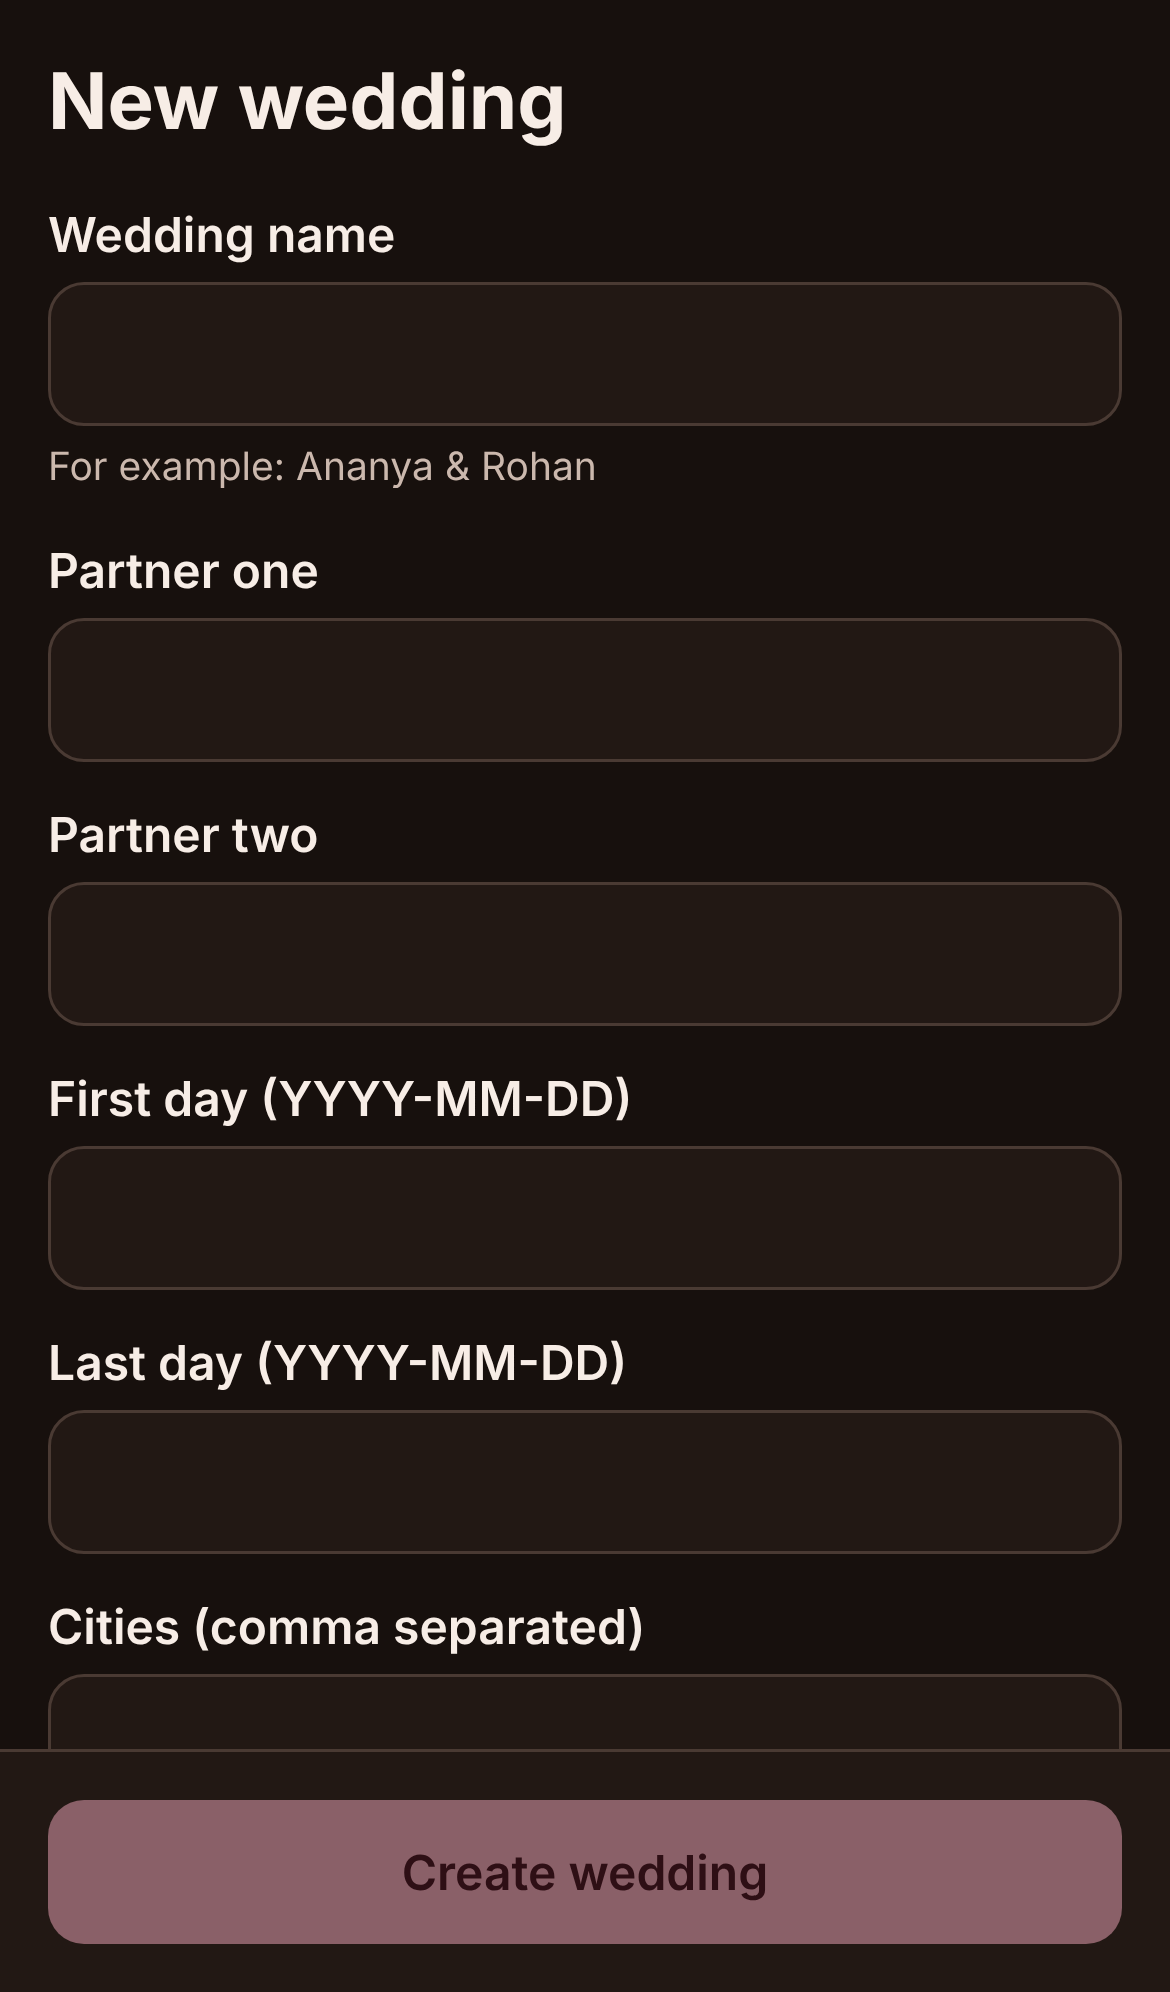 New wedding
Wedding name
For example: Ananya & Rohan
Partner one
Partner two
First day (YYYY-MM-DD)
Last day (YYYY-MM-DD)
Cities (comma separated)
Create wedding